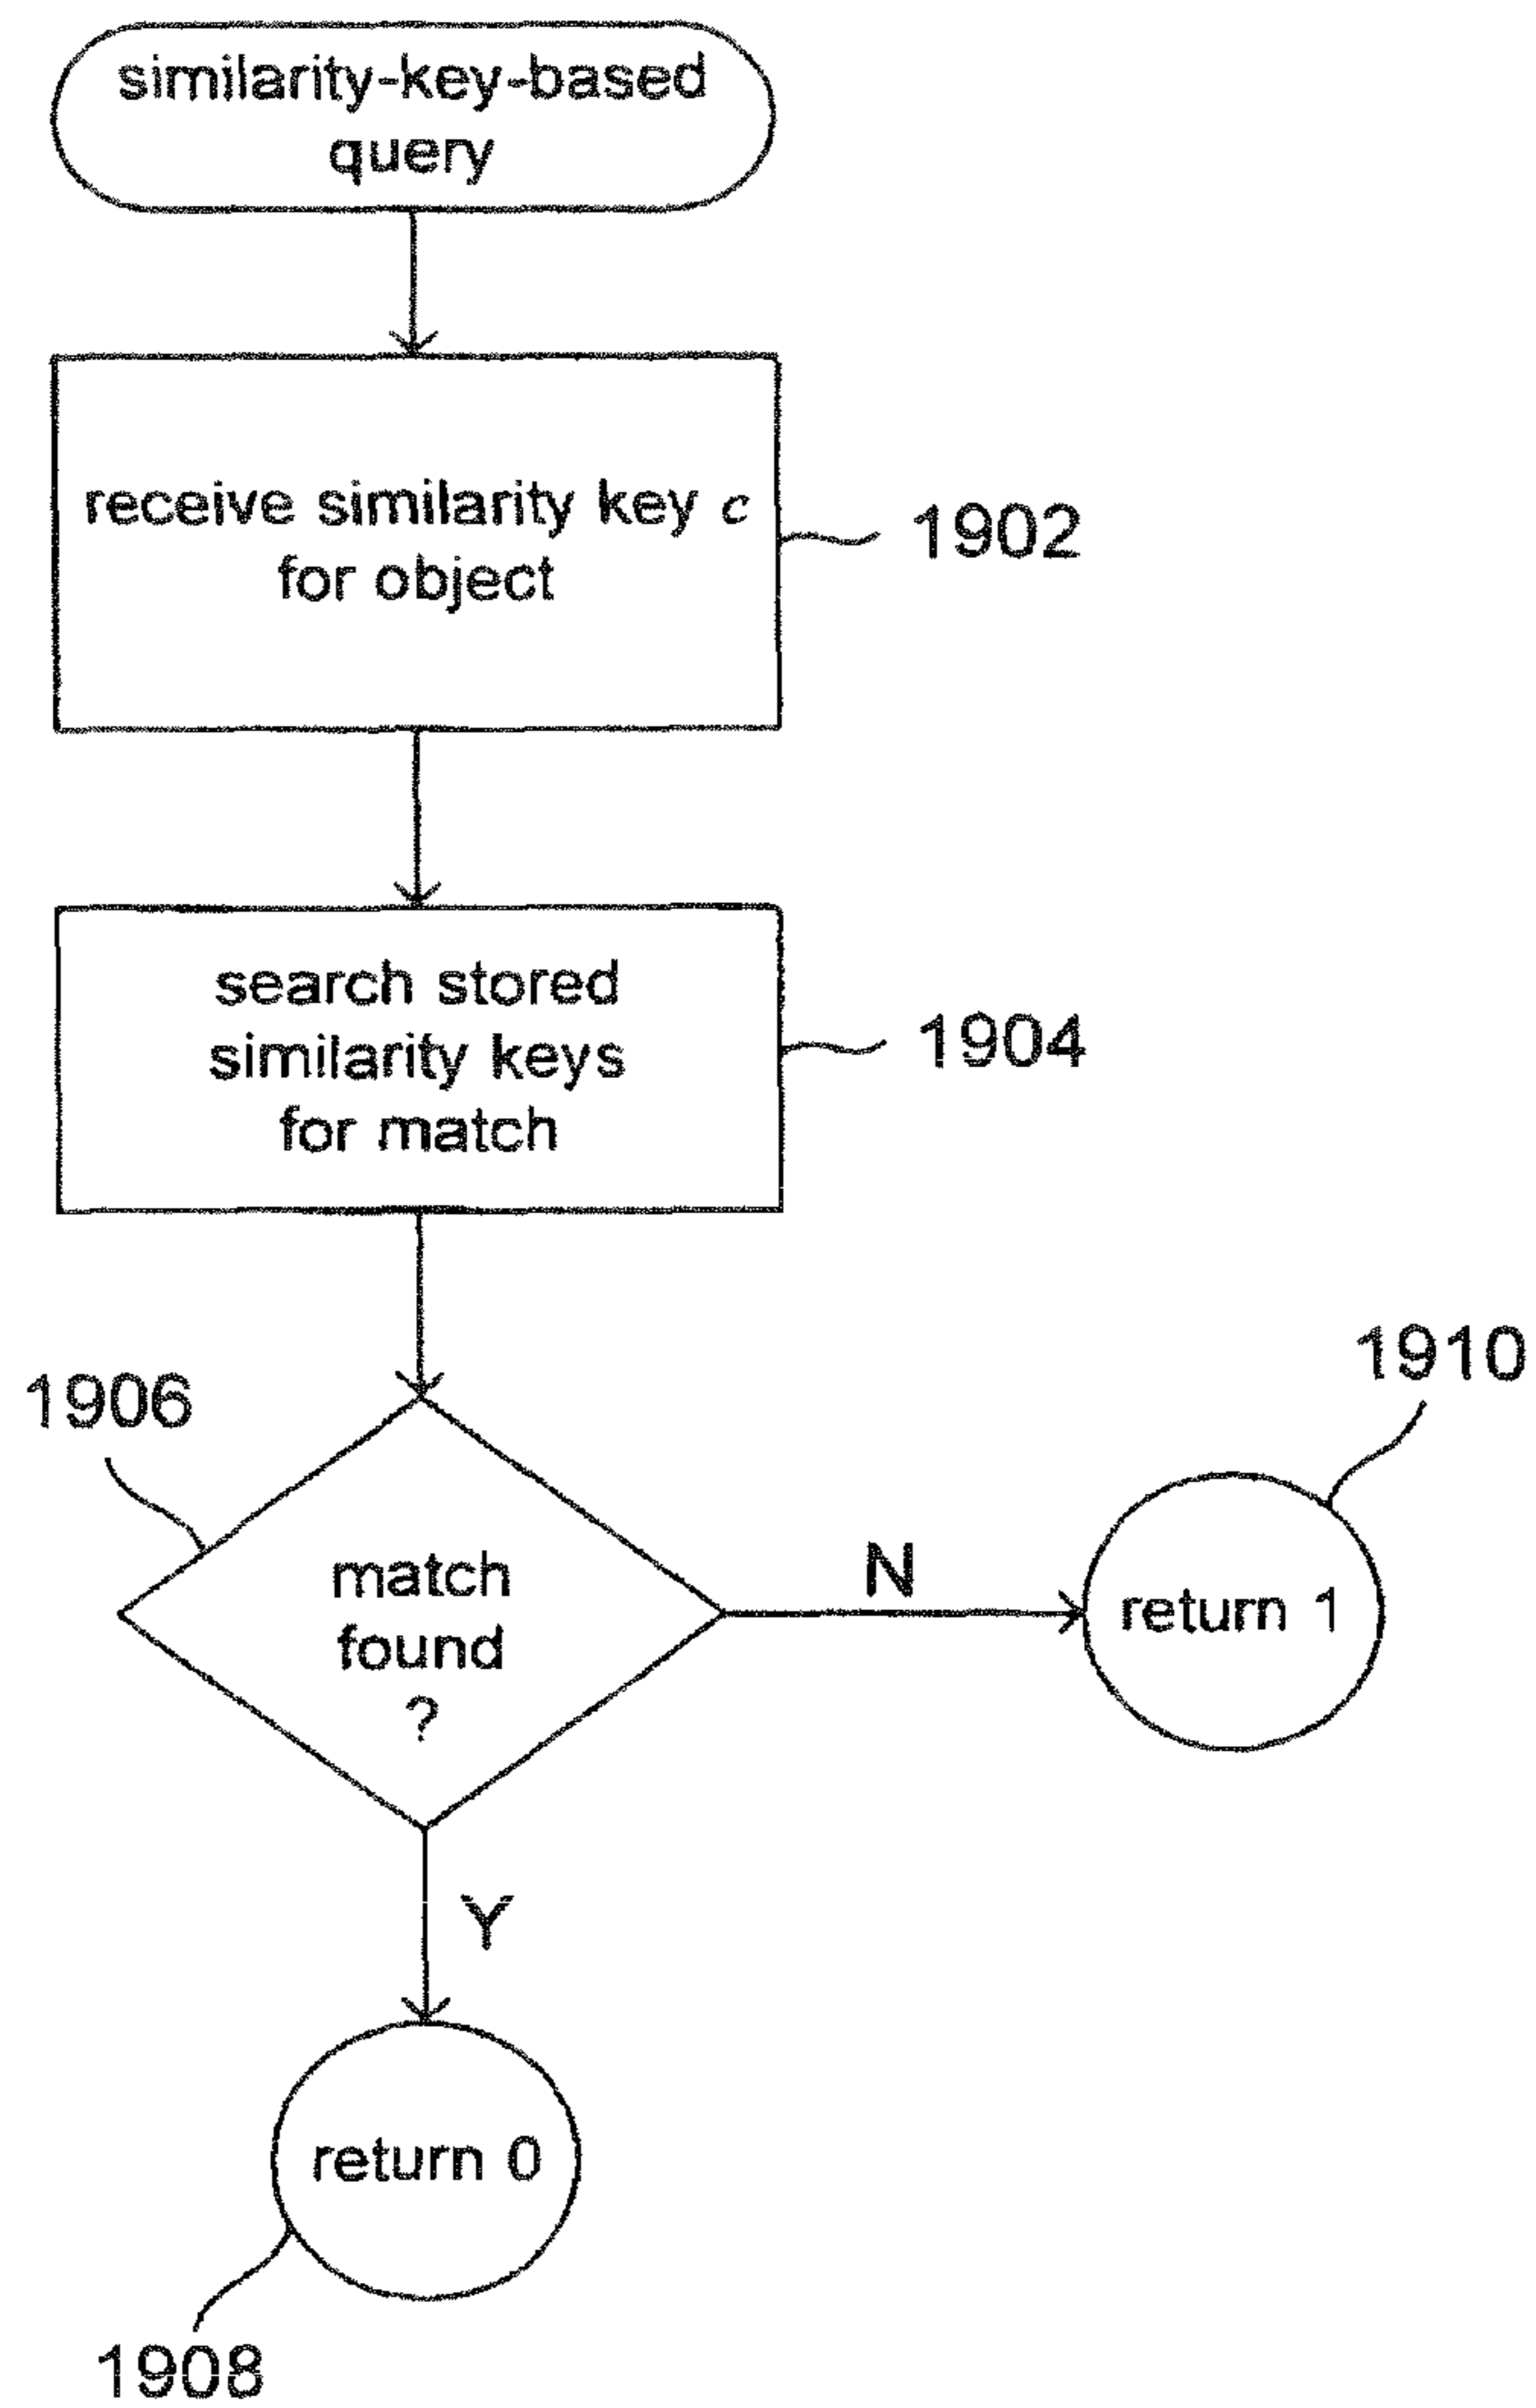 similarity-key-based
query
receive similarity key c
for object
1902
search stored
similarity keys
for match
1904
1906
match
found
?
N
1910
return 1
Y
return 0
1908